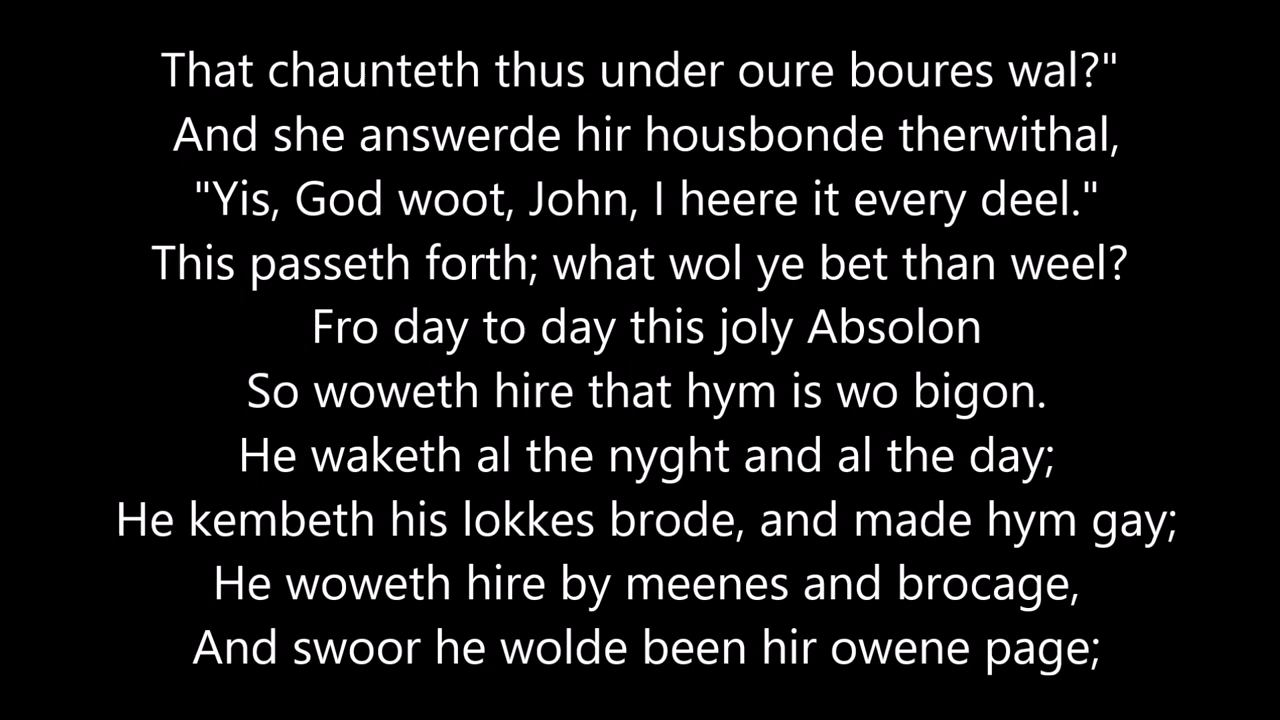 That chaunteth thus under oure boures wal?"
And she answerde hir housbonde therwithal,
"Yis, God woot, John, I heere it every deel."
This passeth forth; what wol ye bet than weel?
Fro day to day this joly Absolon
So woweth hire that hym is wo bigon.
He waketh al the nyght and al the day;
He kembeth his lokkes brode, and made hym gay;
He woweth hire by meenes and brocage,
And swoor he wolde been hir owene page;